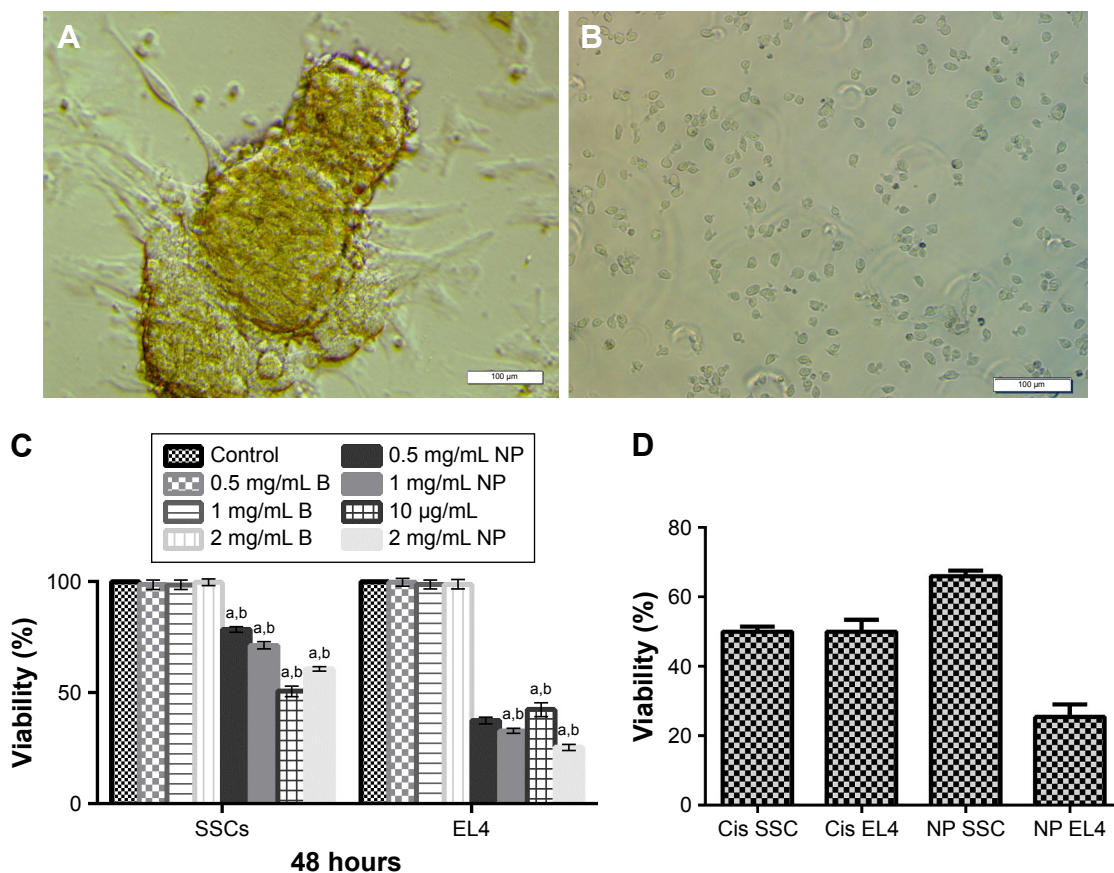 A
B
100 µm
100 µm
C
Control
0.5 mg/mL B
1 mg/mL B
2 mg/mL B
0.5 mg/mL NP
1 mg/mL NP
10 µg/mL
2 mg/mL NP
Viability (%)
100
50
0
a,b
a,b
a,b
a,b
a,b
a,b
a,b
SSCs
EL4
48 hours
D
Viability (%)
80
60
40
20
0
Cis SSC
Cis EL4
NP SSC
NP EL4